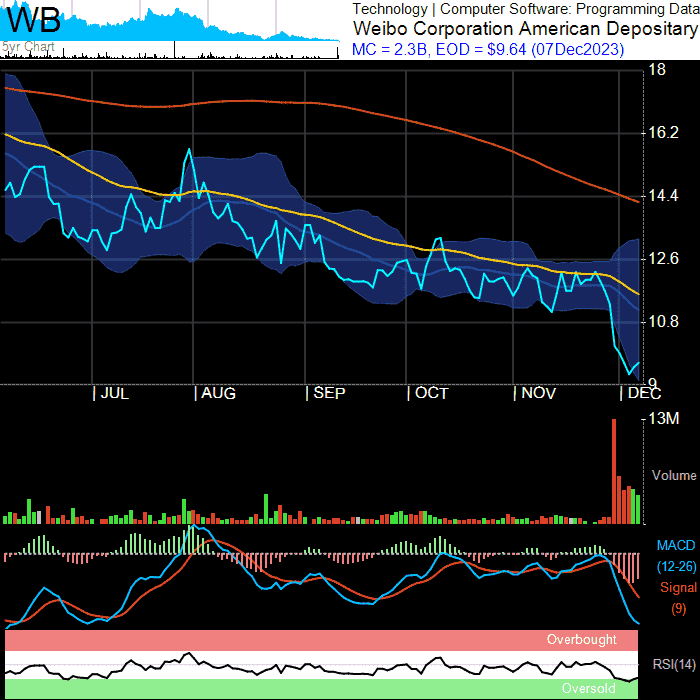 WB
5yr Chart
Technology | Computer Software: Programming Data
Weibo Corporation American Depositary
MC = 2.3B, EOD = $9.64 (07Dec2023)
18
16.2
14.4
12.6
10.8
9
JUL
AUG
SEP
OCT
NOV
DEC
13M
Volume
MACD
(12-26)
Signal
(9)
Overbought
RSI(14)
Oversold